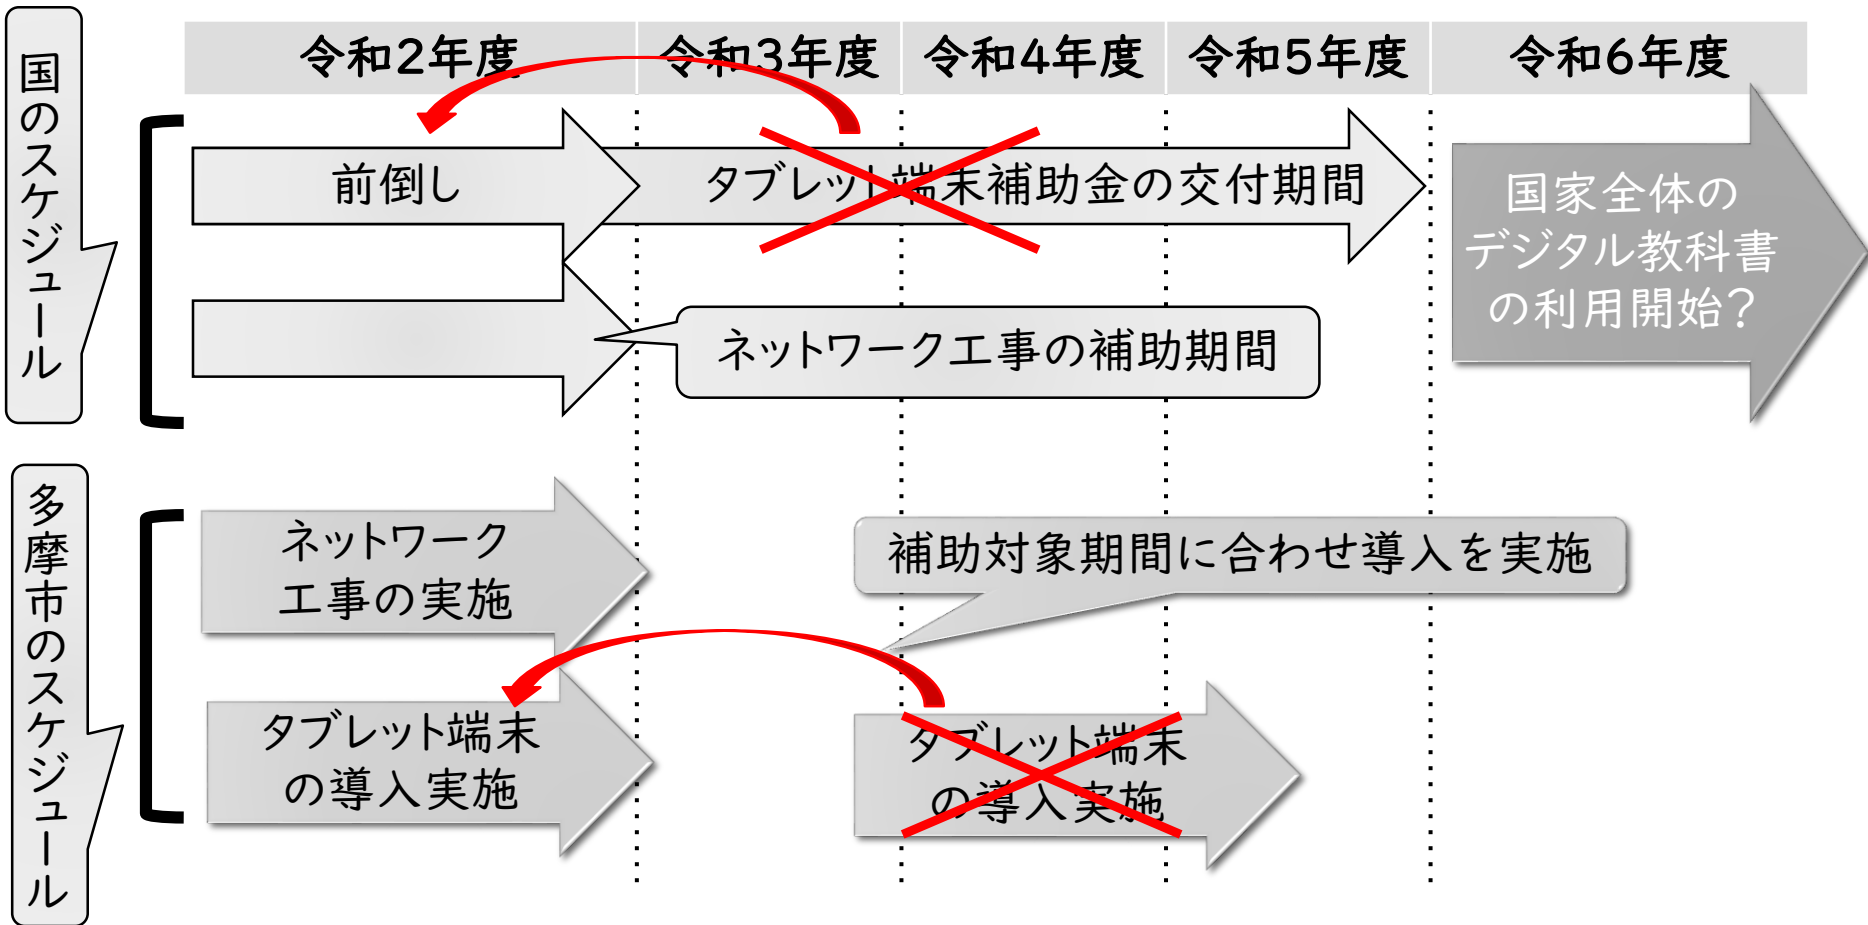 令和2年度
令和3年度
令和4年度
令和5年度
令和6年度
国のスケジュール
前倒し
タブレット端末補助金の交付期間
国家全体の
デジタル教科書
の利用開始？
ネットワーク工事の補助期間
多摩市のスケジュール
ネットワーク
工事の実施
補助対象期間に合わせ導入を実施
タブレット端末
の導入実施
タブレット端末
の導入実施